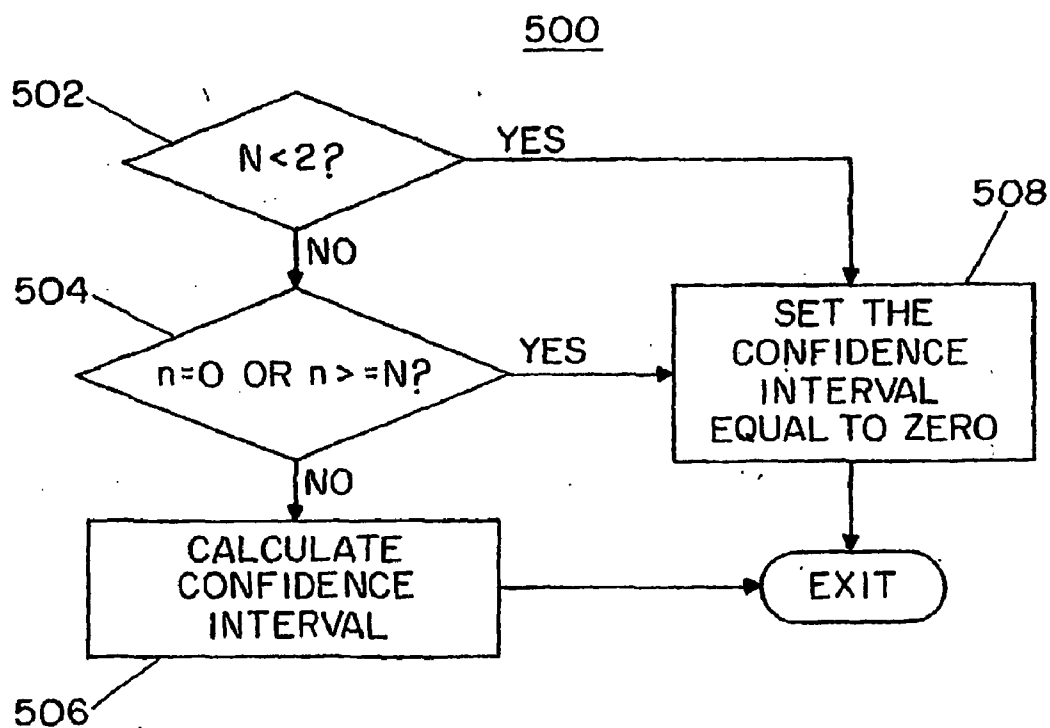 500
502
N<2?
YES
508
NO
504
n=0 OR n>=N?
YES
SET THE
CONFIDENCE
INTERVAL
EQUAL TO ZERO
NO
CALCULATE
CONFIDENCE
INTERVAL
EXIT
506